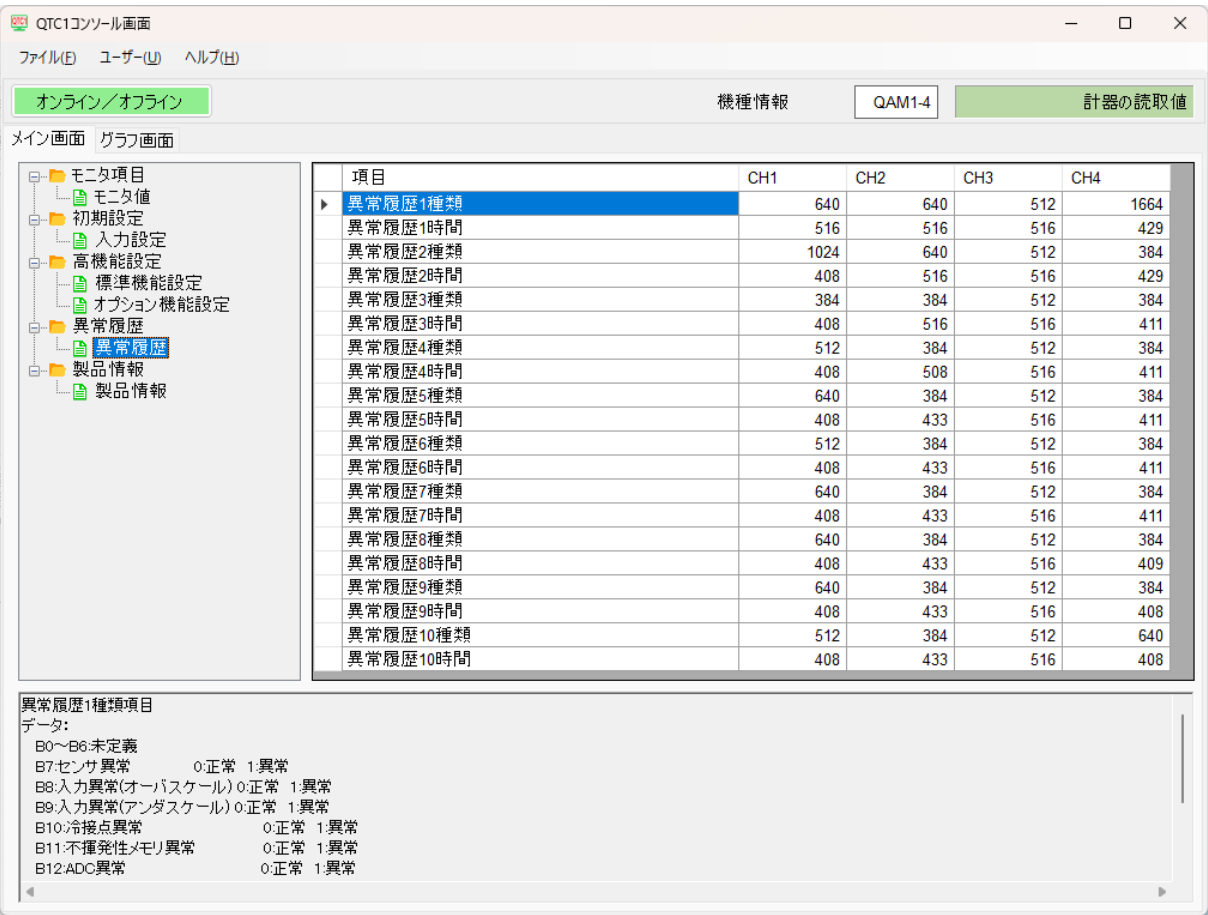 QTC1コンソール画面
ファイル(F) ユーザー(U) ヘルプ(H)
オンライン／オフライン 機種情報 QAM1-4 計器の読取値
メイン画面 グラフ画面
モニタ項目
モニタ値
初期設定
入力設定
高機能設定
標準機能設定
オプション機能設定
異常履歴
異常履歴
製品情報
製品情報
項目 CH1 CH2 CH3 CH4
異常履歴1種類 640 640 512 1664
異常履歴1時間 516 516 516 429
異常履歴2種類 1024 640 512 384
異常履歴2時間 408 516 516 429
異常履歴3種類 384 384 512 384
異常履歴3時間 408 516 516 411
異常履歴4種類 512 384 512 384
異常履歴4時間 408 508 516 411
異常履歴5種類 640 384 512 384
異常履歴5時間 408 433 516 411
異常履歴6種類 512 384 512 384
異常履歴6時間 408 433 516 411
異常履歴7種類 640 384 512 384
異常履歴7時間 408 433 516 411
異常履歴8種類 640 384 512 384
異常履歴8時間 408 433 516 409
異常履歴9種類 640 384 512 384
異常履歴9時間 408 433 516 408
異常履歴10種類 512 384 512 640
異常履歴10時間 408 433 516 408
異常履歴1種類項目
データ:
B0～B6:未定義
B7:センサ異常 0:正常 1:異常
B8:入力異常(オーバスケール) 0:正常 1:異常
B9:入力異常(アンダスケール) 0:正常 1:異常
B10:冷接点異常 0:正常 1:異常
B11:不揮発性メモリ異常 0:正常 1:異常
B12:ADC異常 0:正常 1:異常